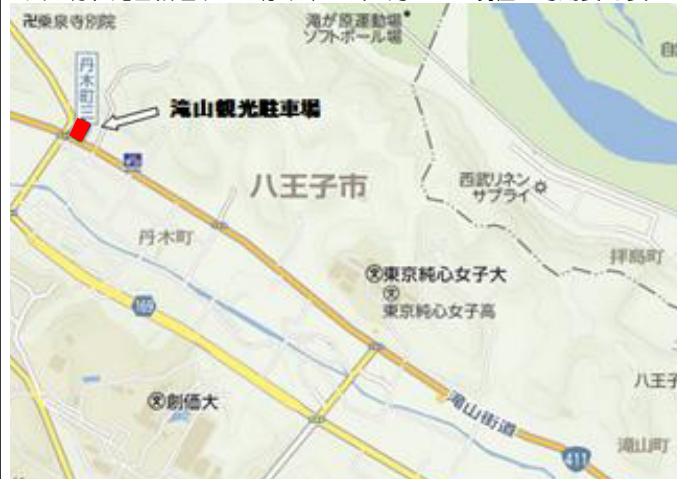 卍乗泉寺別院
滝が原運動場
ソフトボール場
丹木町三
滝山観光駐車場
八王子市
西武リネン
サプライ
丹木町
拝島町
東京純心女子大
東京純心女子高
169
八王子
創価大
滝山街道
滝山町
411